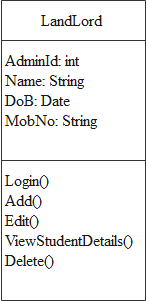 LandLord
AdminId: int
Name: String
DoB: Date
MobNo: String
Login()
Add()
Edit()
ViewStudentDetails()
Delete()